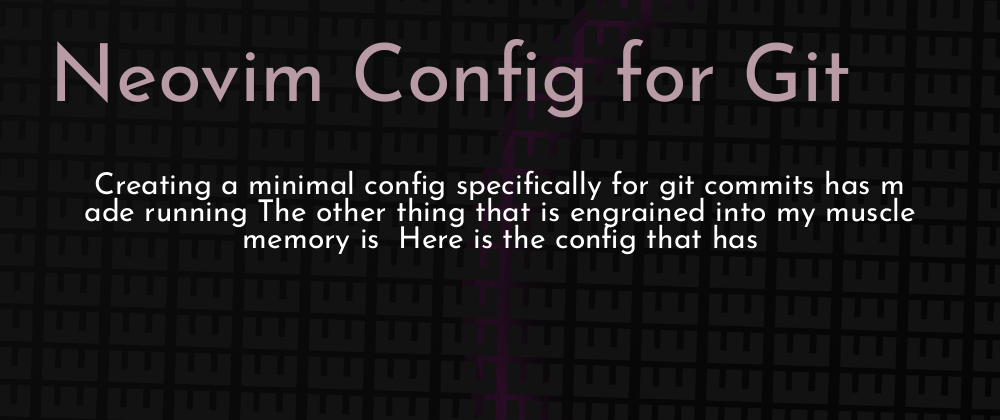 Neovim Config for Git
Creating a minimal config specifically for git commits has m
ade running The other thing that is engrained into my muscle
memory is  Here is the config that has